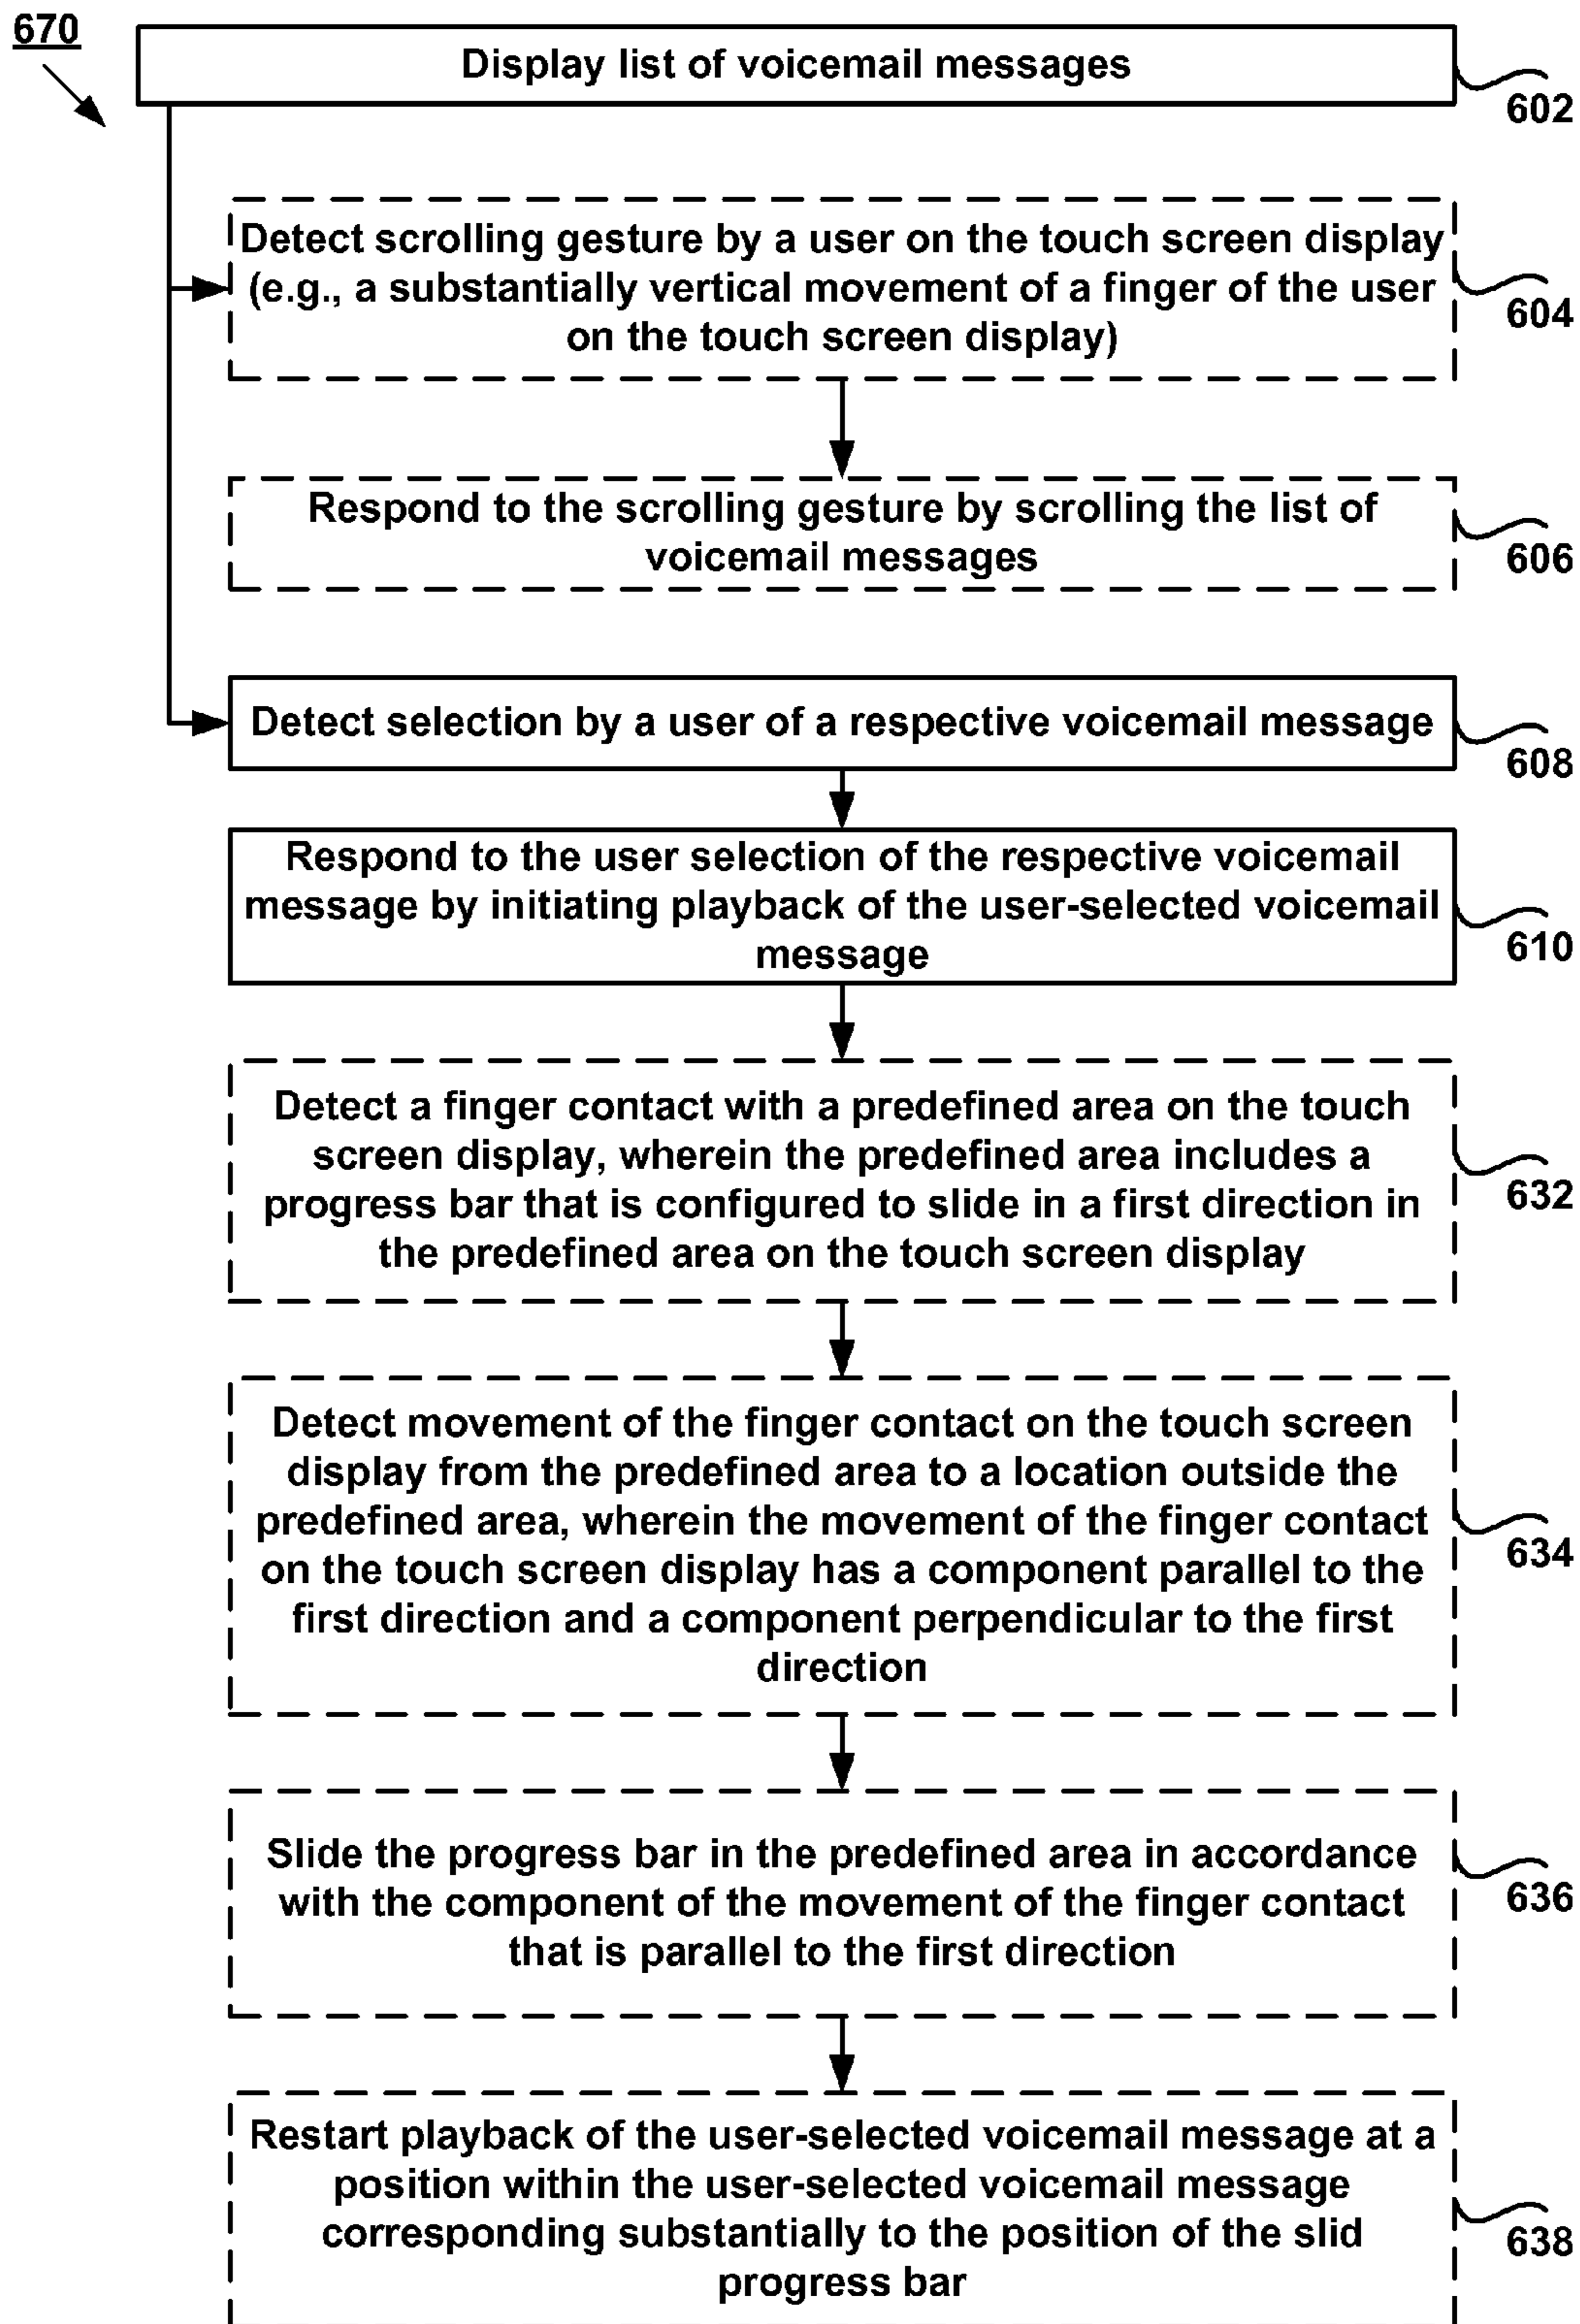 670
Display list of voicemail messages
602
Detect scrolling gesture by a user on the touch screen display
(e.g., a substantially vertical movement of a finger of the user
on the touch screen display)
604
Respond to the scrolling gesture by scrolling the list of
voicemail messages
606
Detect selection by a user of a respective voicemail message
608
Respond to the user selection of the respective voicemail
message by initiating playback of the user-selected voicemail
message
610
Detect a finger contact with a predefined area on the touch
screen display, wherein the predefined area includes a
progress bar that is configured to slide in a first direction in
the predefined area on the touch screen display
632
Detect movement of the finger contact on the touch screen
display from the predefined area to a location outside the
predefined area, wherein the movement of the finger contact
on the touch screen display has a component parallel to the
first direction and a component perpendicular to the first
direction
634
Slide the progress bar in the predefined area in accordance
with the component of the movement of the finger contact
that is parallel to the first direction
636
Restart playback of the user-selected voicemail message at a
position within the user-selected voicemail message
corresponding substantially to the position of the slid
progress bar
638